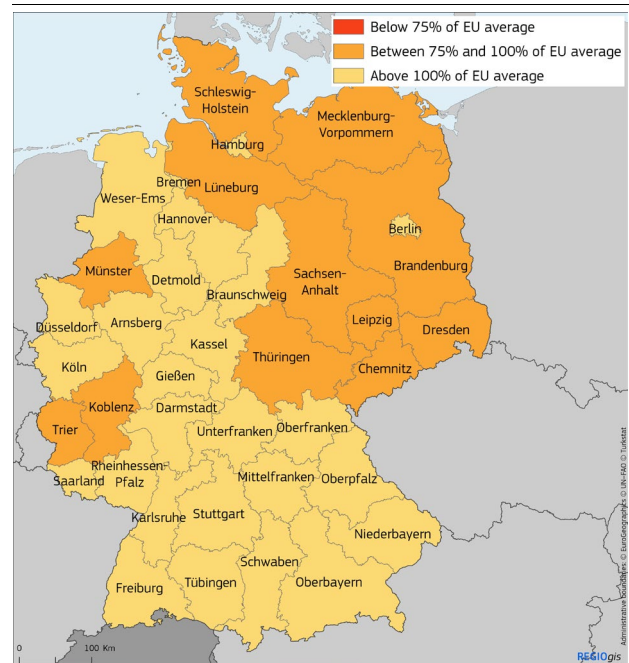 Below 75% of EU average
Between 75% and 100% of EU average
Above 100% of EU average
Schleswig-
Holstein
Mecklenburg-
Vorpommern
Hamburg
Bremen
Lüneburg
Weser-Ems
Hannover
Berlin
Brandenburg
Münster
Detmold
Sachsen-
Anhalt
Braunschweig
Düsseldorf
Arnsberg
Leipzig
Dresden
Kassel
Thüringen
Köln
Chemnitz
Gießen
Koblenz
Darmstadt
Trier
Unterfranken
Oberfranken
Rheinhessen-
Pfalz
Saarland
Mittelfranken
Oberpfalz
Karlsruhe
Stuttgart
Niederbayern
Schwaben
Freiburg
Tübingen
Oberbayern
0
100 Km
Administrative boundaries: © EuroGeographics © UN-FAO © Turkstat
REGIOgis